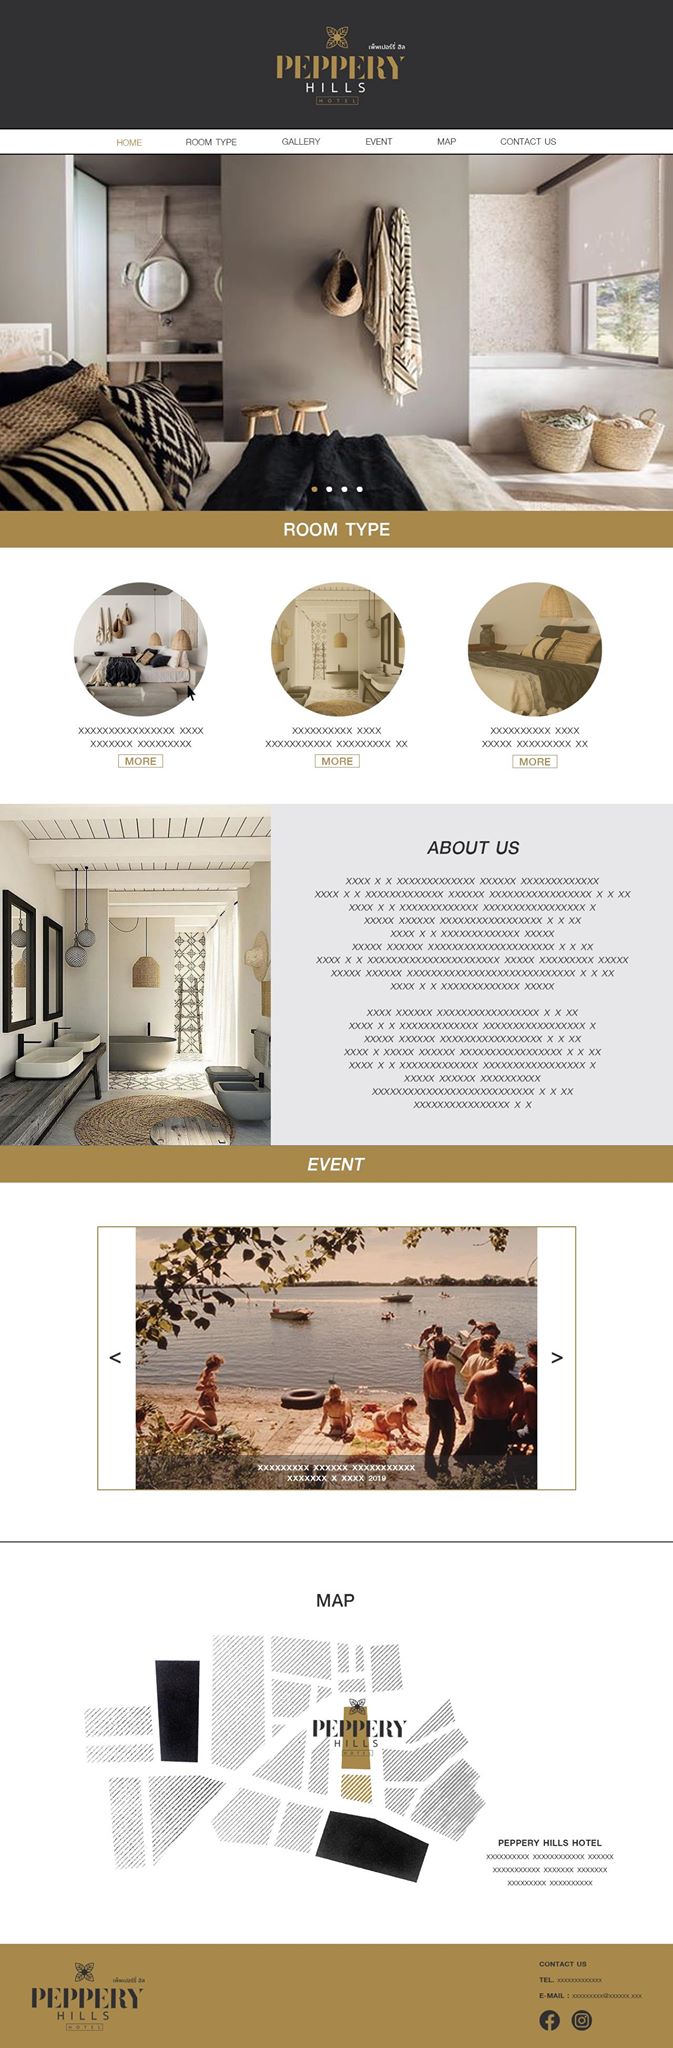 เพ็พเปอร์รี่ ฮิล
PEPPERY
HILLS
HOTEL
HOME ROOM TYPE GALLERY EVENT MAP CONTACT US
ROOM TYPE
XXXXXXXXXXXXXXX XXXX
XXXXXXX XXXXXXXXX
MORE
XXXXXXXXXX XXXX
XXXXXXXXXXX XXXXXXXXX XX
MORE
XXXXXXXXXX XXXX
XXXXX XXXXXXXXX XX
MORE
ABOUT US
XXXX X X XXXXXXXXXXXXX XXXXXX XXXXXXXXXXXXX
XXXX X X XXXXXXXXXXXXX XXXXXX XXXXXXXXXXXXXXXXX X X XX
XXXX X X XXXXXXXXXXXXX XXXXXXXXXXXXXXXXX X
XXXXX XXXXXX XXXXXXXXXXXXXXXXX X X XX
XXXX X X XXXXXXXXXXXXX XXXXX
XXXXX XXXXXX XXXXXXXXXXXXXXXXXXXX X X XX
XXXX X X XXXXXXXXXXXXXXXXXXXXX XXXXX XXXXXXXXX XXXXX
XXXXX XXXXXX XXXXXXXXXXXXXXXXXXXXXXXXXXX X X XX
XXXX X X XXXXXXXXXXXXX XXXXX
XXXX XXXXXX XXXXXXXXXXXXXXXXX X X XX
XXXX X X XXXXXXXXXXXXX XXXXXXXXXXXXXXXXX X
XXXXX XXXXXX XXXXXXXXXXXXXXXXX X X XX
XXXX X XXXXX XXXXXX XXXXXXXXXXXXXXXXX X X XX
XXXX X X XXXXXXXXXXXXX XXXXXXXXXXXXXXXXX X
XXXXX XXXXXX XXXXXXXXXX
XXXXXXXXXXXXXXXXXXXXXXXXXX X X XX
XXXXXXXXXXXXXXXX X X
EVENT
< >
XXXXXXXXX XXXXXX XXXXXXXXXXX
XXXXXXX X XXXX 2019
MAP
PEPPERY
HILLS
HOTEL
PEPPERY HILLS HOTEL
XXXXXXXXXX XXXXXXXXXXXX XXXXXX
XXXXXXXXXXX XXXXXXX XXXXXXX
XXXXXXXXX XXXXXXXXXX
เพ็พเปอร์รี่ ฮิล
PEPPERY
HILLS
HOTEL
CONTACT US
TEL. xxxxxxxxxxxxx
E-MAIL : xxxxxxxxx@xxxxxx.xxx